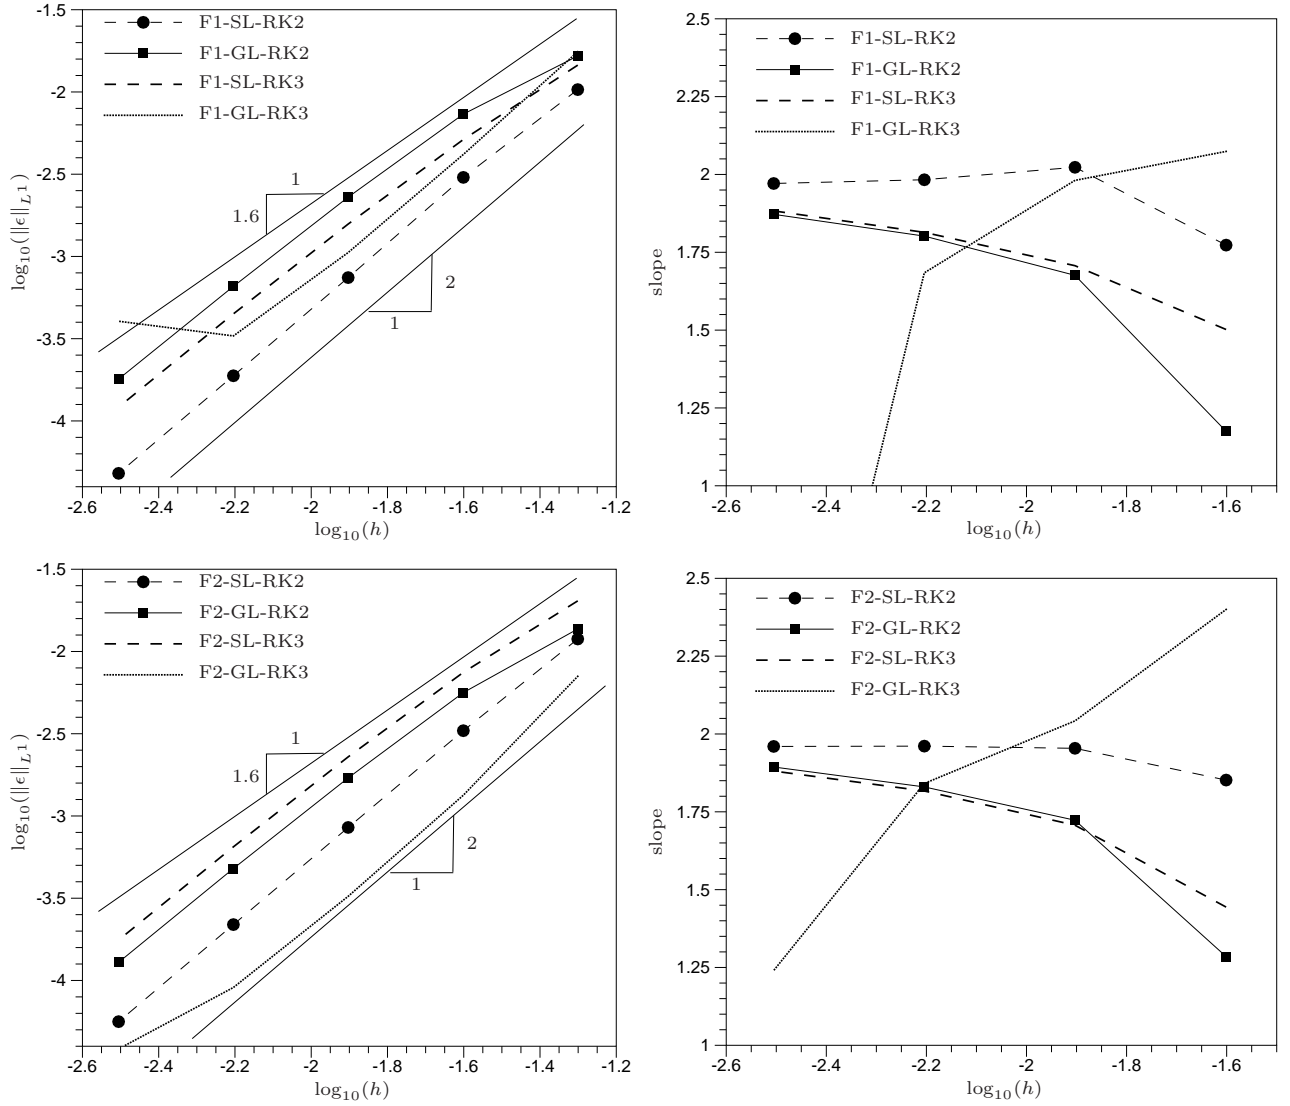 -1.5
-2
-2.5
-3
-3.5
-4
log₁₀(‖ϵ‖_L¹)
F1-SL-RK2
F1-GL-RK2
F1-SL-RK3
F1-GL-RK3
1
1.6
2
1
-2.6 -2.4 -2.2 -2 -1.8 -1.6 -1.4 -1.2
log₁₀(h)
2.5
2.25
2
1.75
1.5
1.25
1
slope
F1-SL-RK2
F1-GL-RK2
F1-SL-RK3
F1-GL-RK3
-2.6 -2.4 -2.2 -2 -1.8 -1.6
log₁₀(h)
-1.5
-2
-2.5
-3
-3.5
-4
log₁₀(‖ϵ‖_L¹)
F2-SL-RK2
F2-GL-RK2
F2-SL-RK3
F2-GL-RK3
1
1.6
2
1
-2.6 -2.4 -2.2 -2 -1.8 -1.6 -1.4 -1.2
log₁₀(h)
2.5
2.25
2
1.75
1.5
1.25
1
slope
F2-SL-RK2
F2-GL-RK2
F2-SL-RK3
F2-GL-RK3
-2.6 -2.4 -2.2 -2 -1.8 -1.6
log₁₀(h)